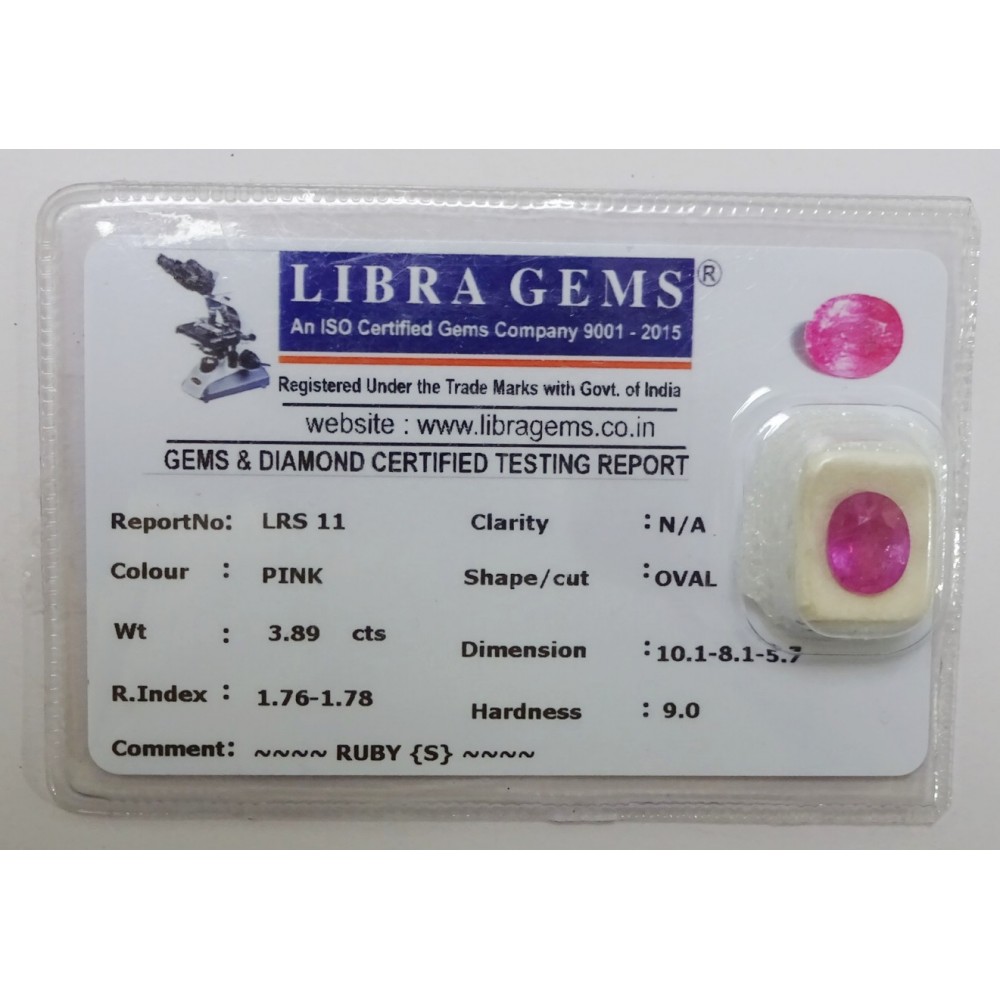 LIBRA GEMS ®
An ISO Certified Gems Company 9001 - 2015
Registered Under the Trade Marks with Govt. of India
website : www.libragems.co.in
GEMS & DIAMOND CERTIFIED TESTING REPORT
ReportNo: LRS 11 Clarity : N/A
Colour : PINK Shape/cut : OVAL
Wt : 3.89 cts Dimension : 10.1-8.1-5.7
R.Index : 1.76-1.78 Hardness : 9.0
Comment: ~~~~ RUBY {S} ~~~~